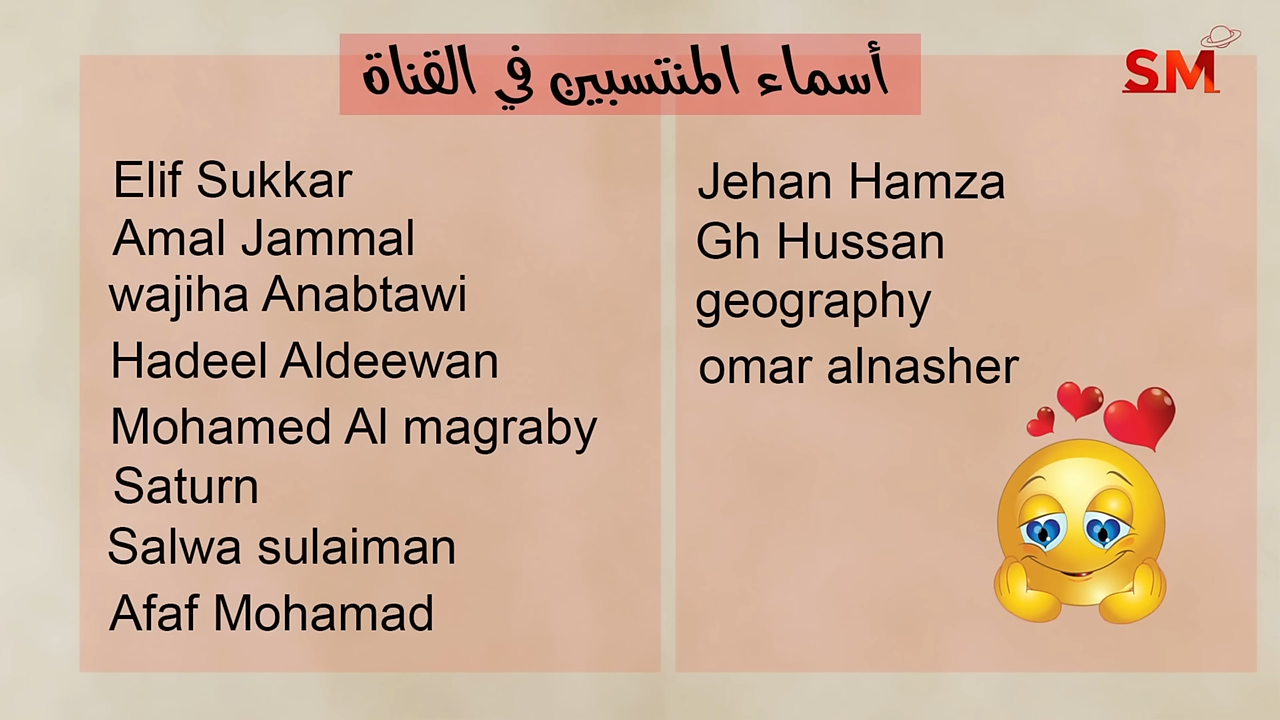 أسماء المنتسبين في القناة
SM
Elif Sukkar
Amal Jammal
wajiha Anabtawi
Hadeel Aldeewan
Mohamed Al magraby
Saturn
Salwa sulaiman
Afaf Mohamad
Jehan Hamza
Gh Hussan
geography
omar alnasher